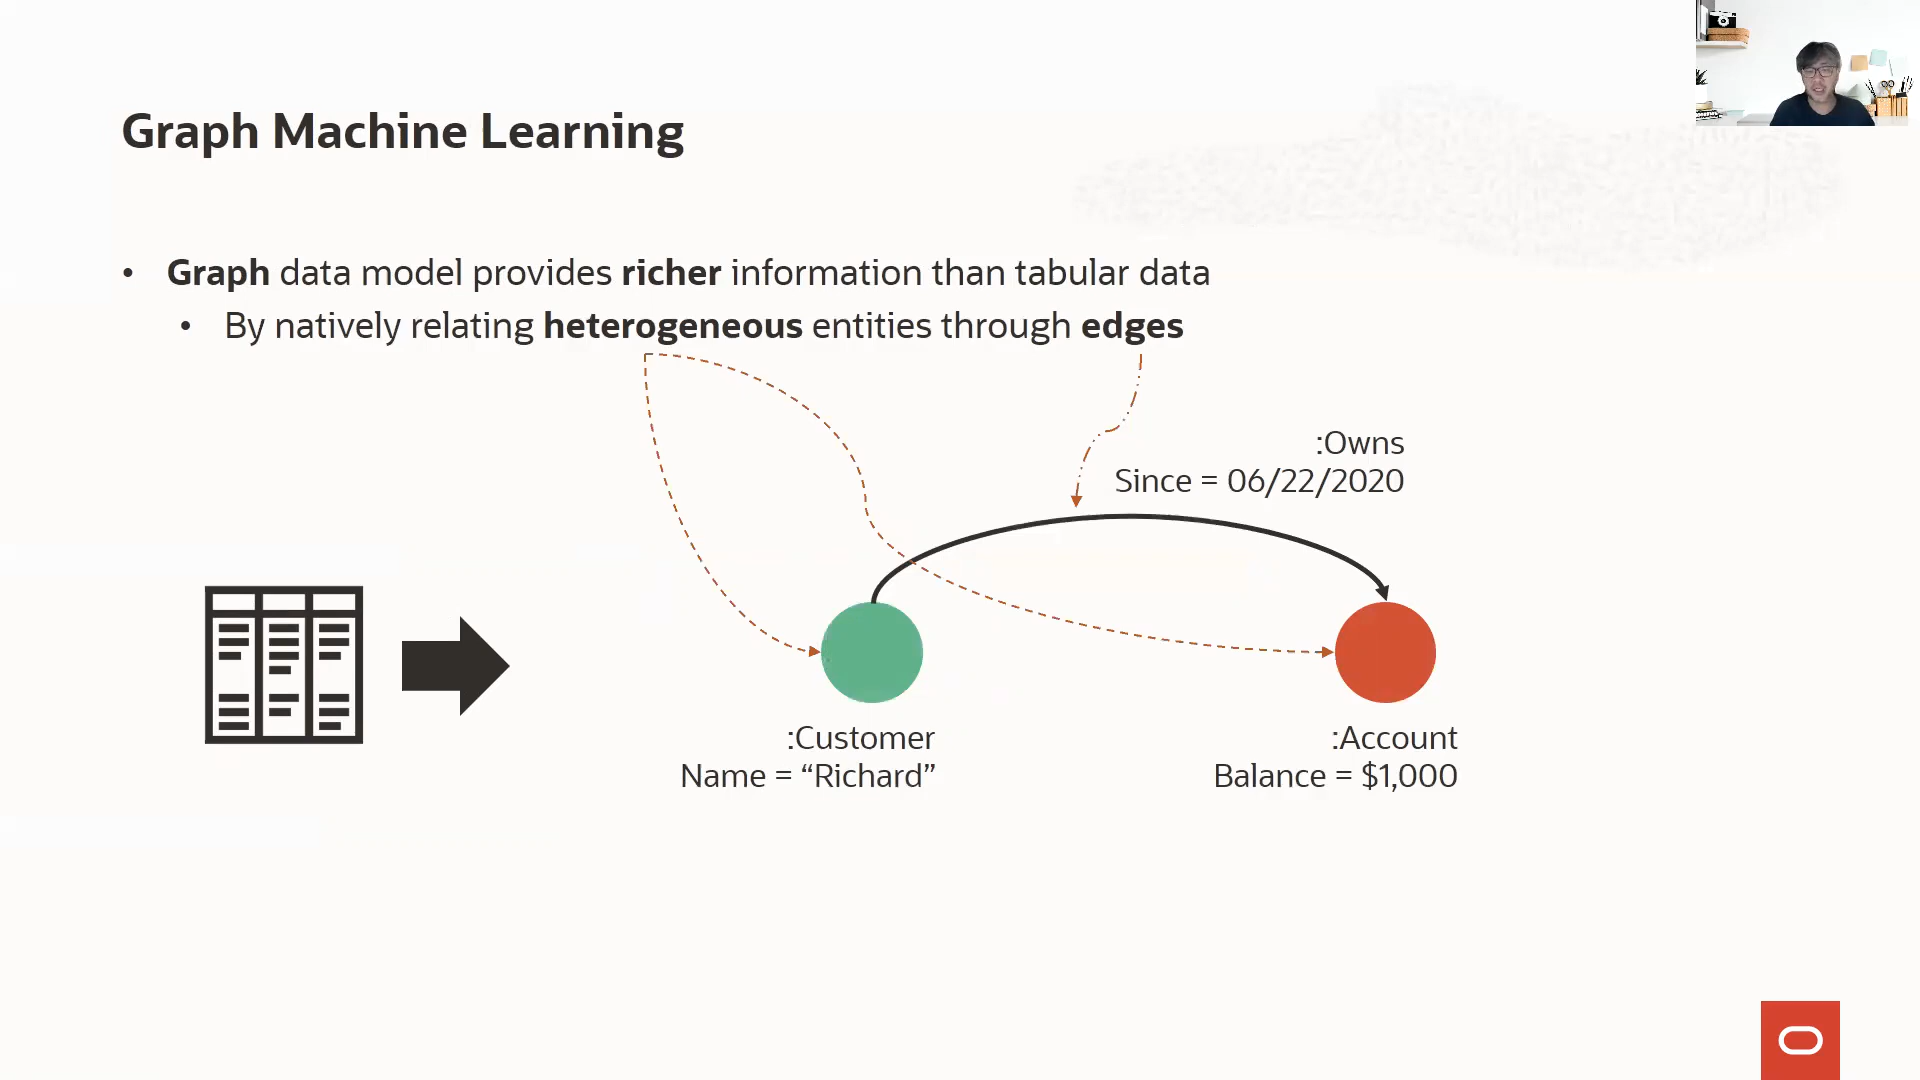 Graph Machine Learning
• Graph data model provides richer information than tabular data
• By natively relating heterogeneous entities through edges
:Owns
Since = 06/22/2020
:Customer
Name = “Richard”
:Account
Balance = $1,000